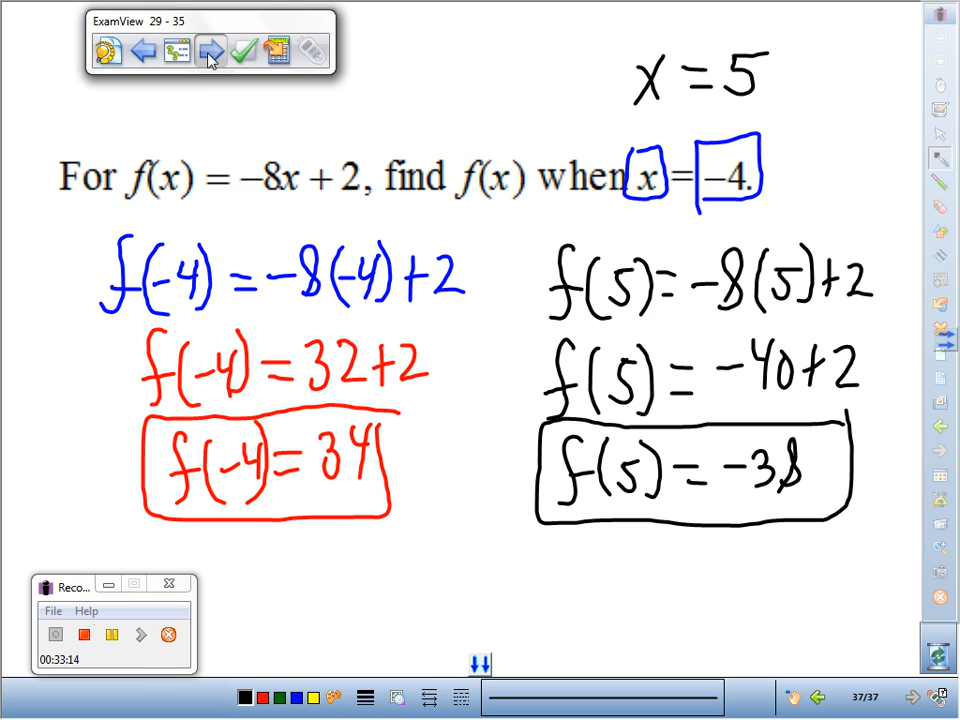 ExamView 29 - 35
x = 5
For f(x) = −8x + 2, find f(x) when x = −4.
f(-4) = -8(-4)+2
f(-4) = 32+2
f(-4) = 34
f(5) = -8(5)+2
f(5) = -40+2
f(5) = -38
Reco...
File Help
00:33:14
37/37